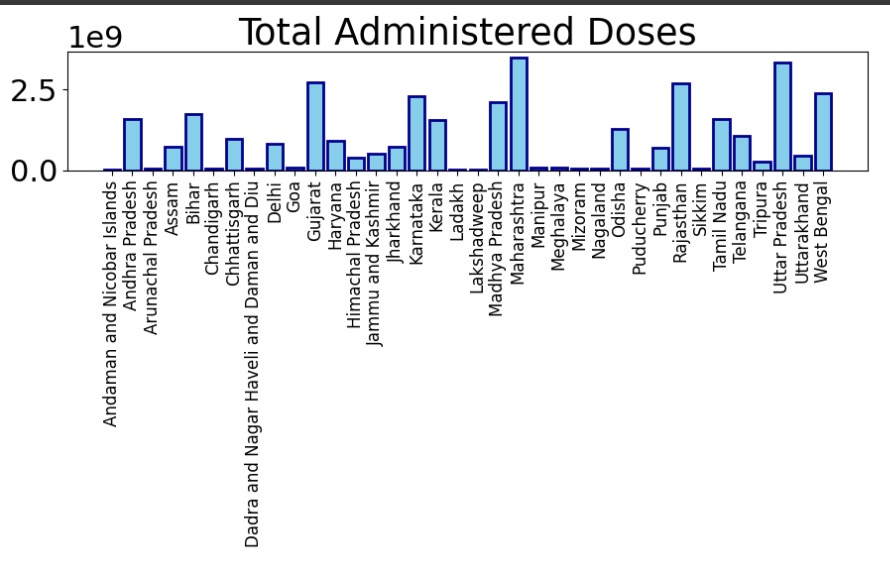 1e9
Total Administered Doses
2.5
0.0
Andaman and Nicobar Islands
Andhra Pradesh
Arunachal Pradesh
Assam
Bihar
Chandigarh
Chhattisgarh
Dadra and Nagar Haveli and Daman and Diu
Delhi
Goa
Gujarat
Haryana
Himachal Pradesh
Jammu and Kashmir
Jharkhand
Karnataka
Kerala
Ladakh
Lakshadweep
Madhya Pradesh
Maharashtra
Manipur
Meghalaya
Mizoram
Nagaland
Odisha
Puducherry
Punjab
Rajasthan
Sikkim
Tamil Nadu
Telangana
Tripura
Uttar Pradesh
Uttarakhand
West Bengal